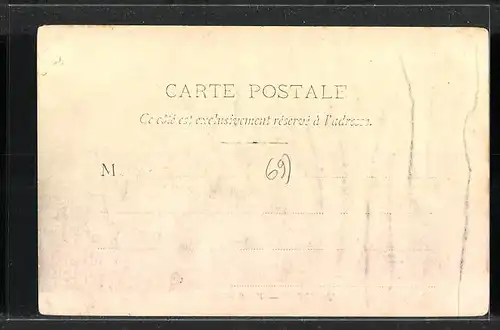 CARTE POSTALE
Ce côté est exclusivement réservé à l'adresse.
M
69)